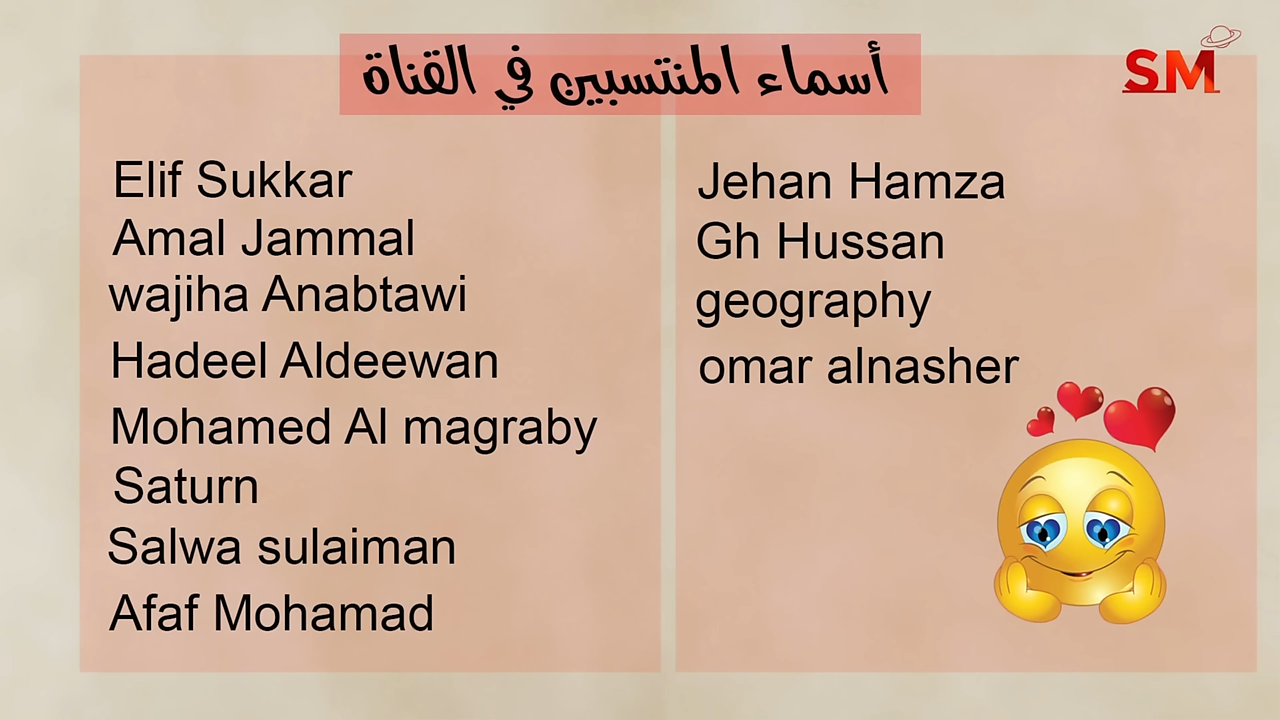 أسماء المنتسبين في القناة
SM
Elif Sukkar
Amal Jammal
wajiha Anabtawi
Hadeel Aldeewan
Mohamed Al magraby
Saturn
Salwa sulaiman
Afaf Mohamad
Jehan Hamza
Gh Hussan
geography
omar alnasher